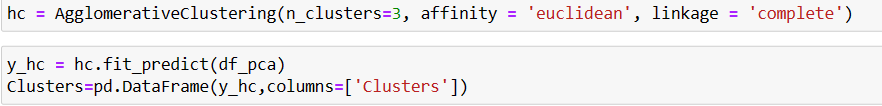 hc = AgglomerativeClustering(n_clusters=3, affinity = 'euclidean', linkage = 'complete')
y_hc = hc.fit_predict(df_pca)
Clusters=pd.DataFrame(y_hc,columns=['Clusters'])